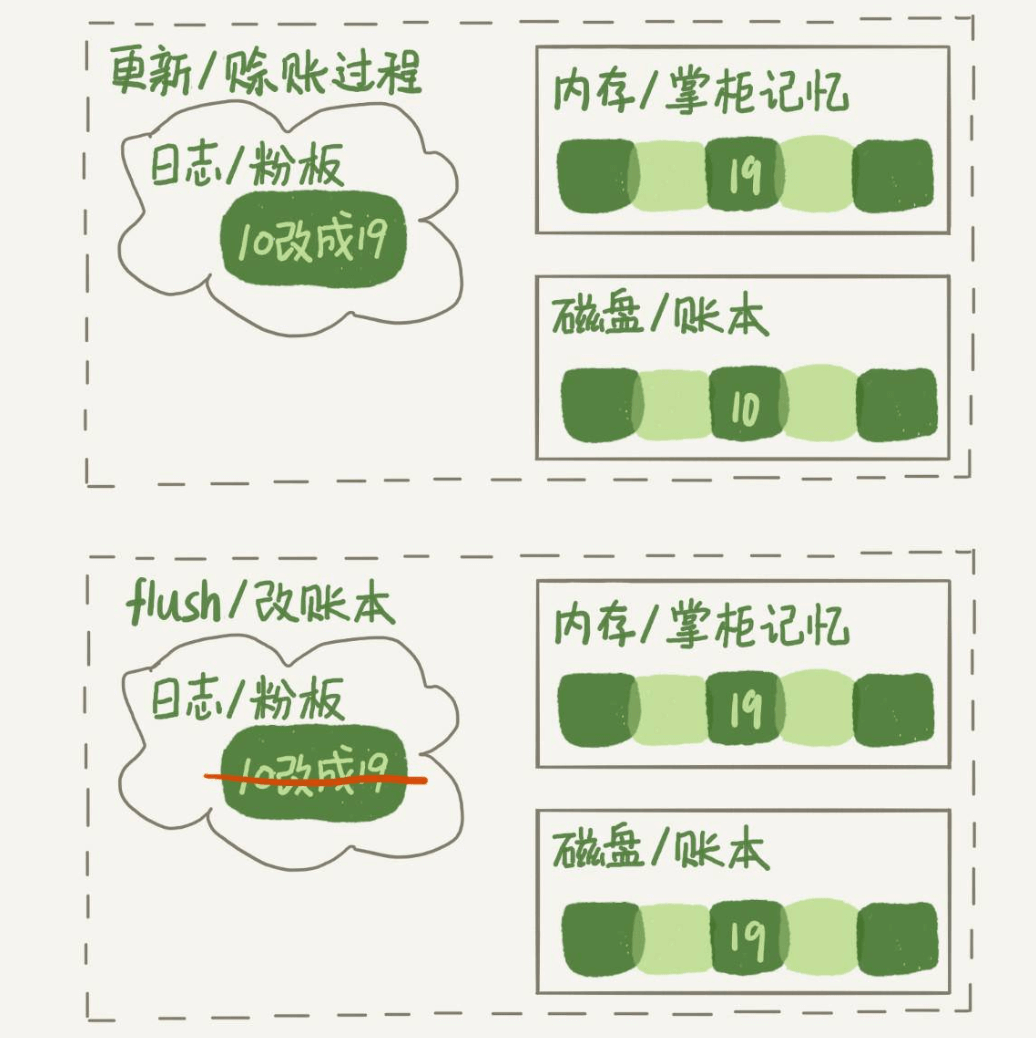 更新/赊账过程
日志/粉板
10改成19
内存/掌柜记忆
19
磁盘/账本
10
flush/改账本
日志/粉板
10改成19
内存/掌柜记忆
19
磁盘/账本
19